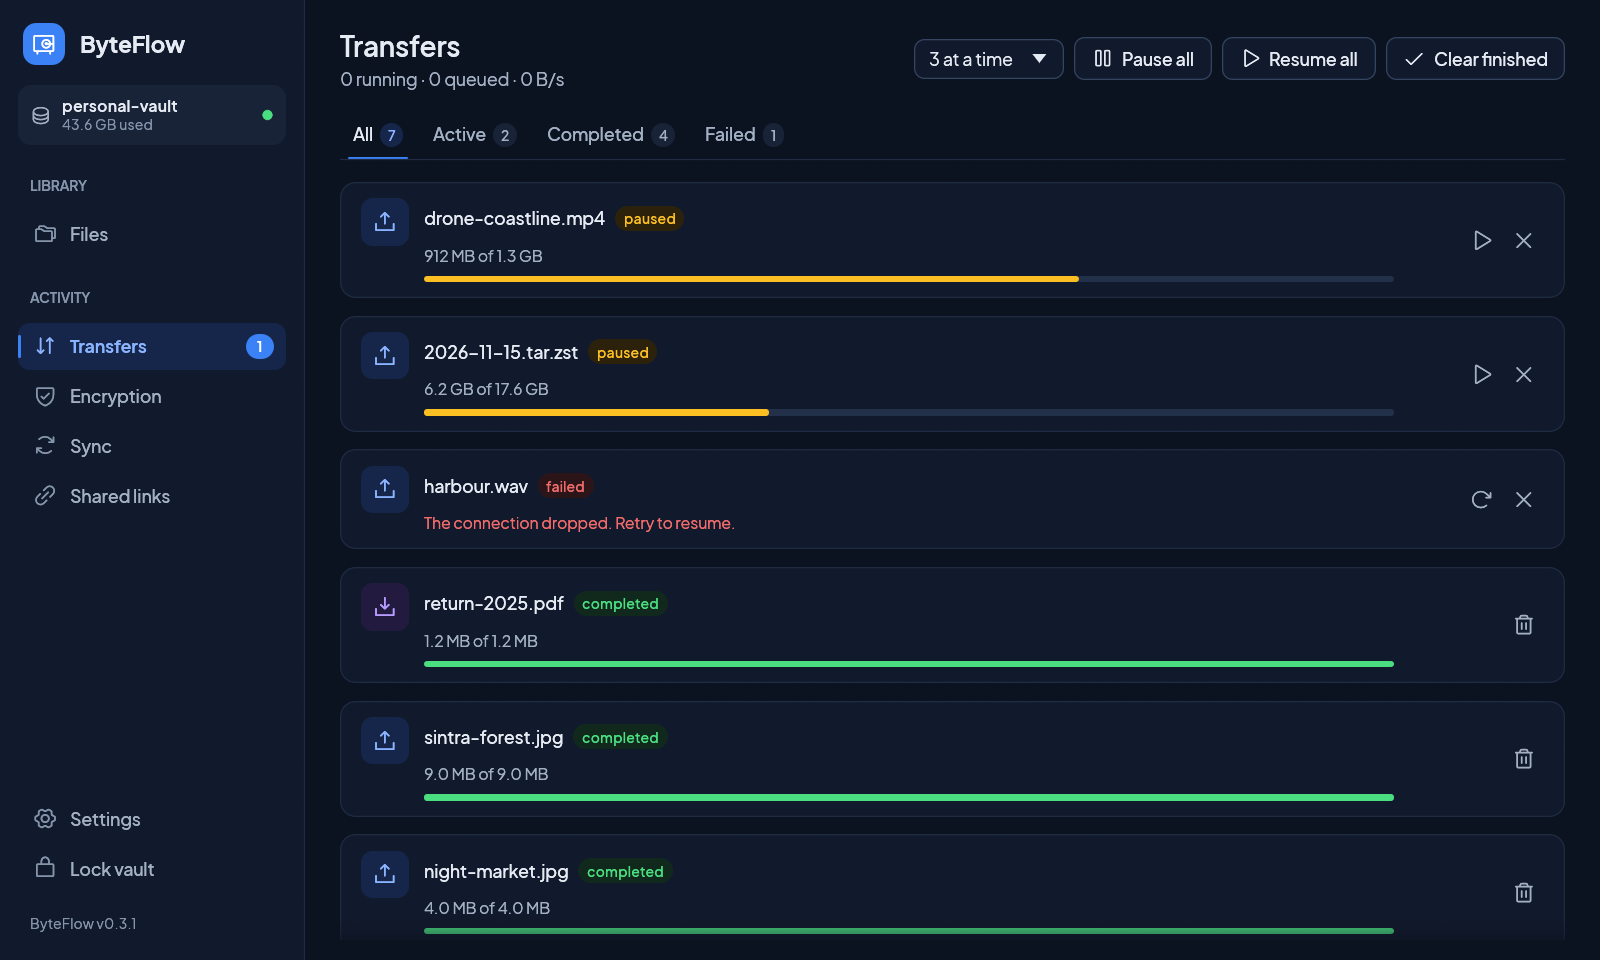 ByteFlow
personal-vault
43.6 GB used
LIBRARY
Files
ACTIVITY
Transfers 1
Encryption
Sync
Shared links
Settings
Lock vault
ByteFlow v0.3.1
Transfers
0 running · 0 queued · 0 B/s
3 at a time
Pause all
Resume all
Clear finished
All 7
Active 2
Completed 4
Failed 1
drone-coastline.mp4 paused
912 MB of 1.3 GB
2026-11-15.tar.zst paused
6.2 GB of 17.6 GB
harbour.wav failed
The connection dropped. Retry to resume.
return-2025.pdf completed
1.2 MB of 1.2 MB
sintra-forest.jpg completed
9.0 MB of 9.0 MB
night-market.jpg completed
4.0 MB of 4.0 MB